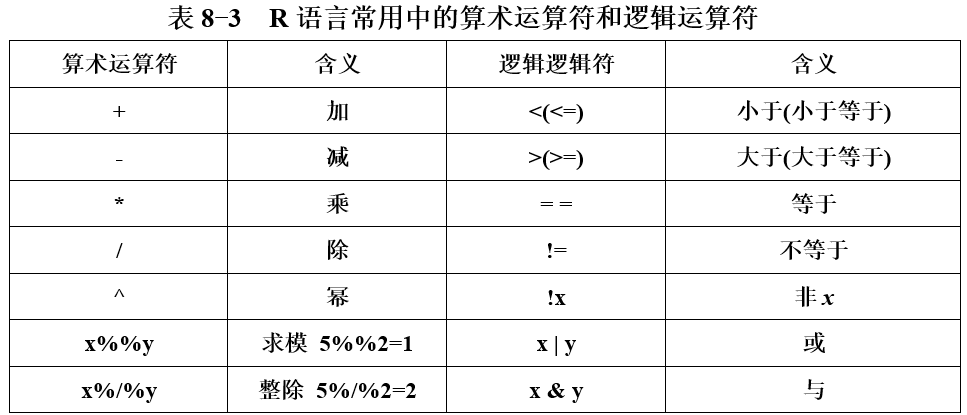 表 8-3 R 语言常用中的算术运算符和逻辑运算符
算术运算符 含义 逻辑逻辑符 含义
+ 加 <(<=) 小于(小于等于)
- 减 >(>=) 大于(大于等于)
* 乘 = = 等于
/ 除 != 不等于
^ 幂 !x 非 x
x%%y 求模 5%%2=1 x | y 或
x%/%y 整除 5%/%2=2 x & y 与